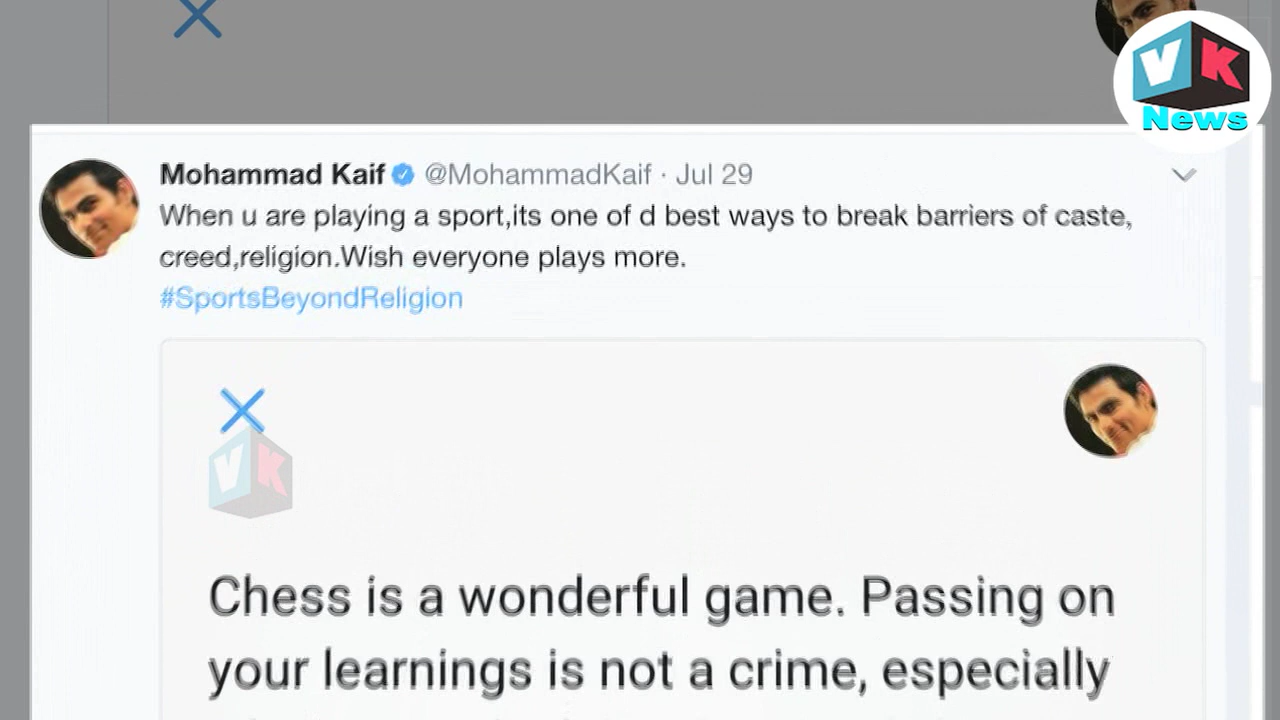 VK
News
Mohammad Kaif @MohammadKaif · Jul 29
When u are playing a sport,its one of d best ways to break barriers of caste,
creed,religion.Wish everyone plays more.
#SportsBeyondReligion
VK
Chess is a wonderful game. Passing on
your learnings is not a crime, especially